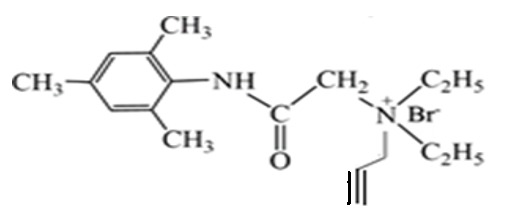 CH₃
CH₃ NH CH₂ C₂H₅
C N⁺ Br⁻
CH₃
O C₂H₅